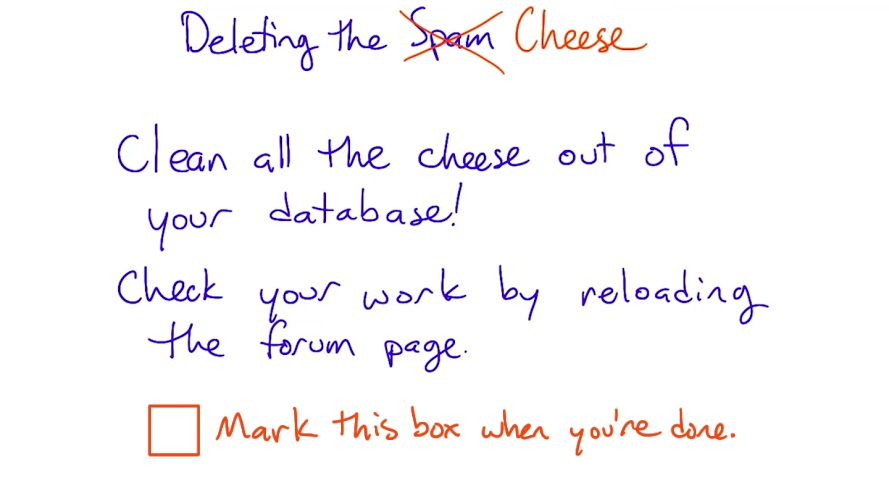 Deleting the Spam Cheese
Clean all the cheese out of
your database!
Check your work by reloading
the forum page.
Mark this box when you're done.